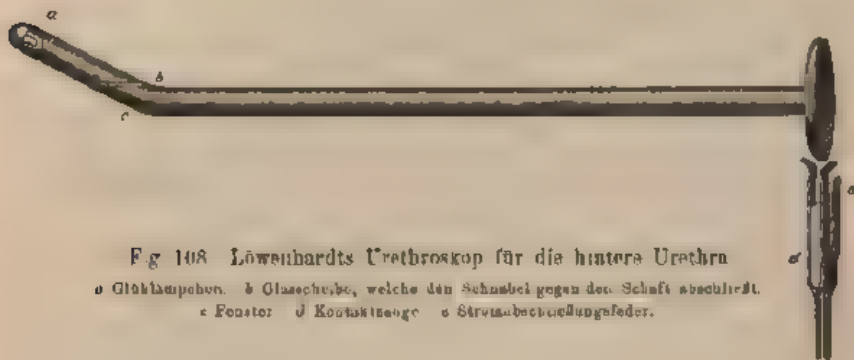 a
b
c
d
Fig 108 Löwenhardts Urethroskop für die hintere Urethra
a Glühlämpchen. b Glasscheibe, welche den Schnabel gegen den Schaft abschließt.
c Fenster d Kontaktzange e Stromabschließungsfeder.